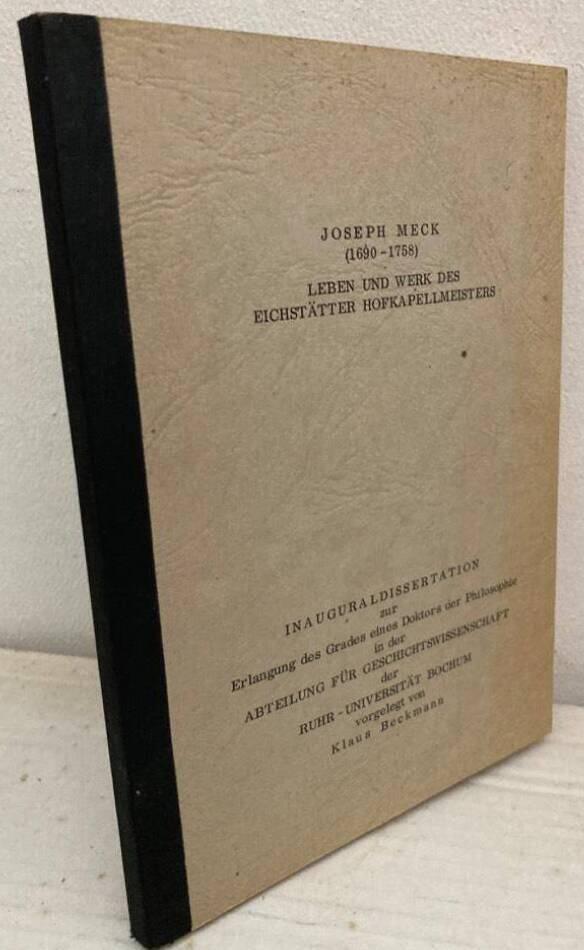 JOSEPH MECK
(1690-1758)
LEBEN UND WERK DES
EICHSTÄTTER HOFKAPELLMEISTERS
INAUGURALDISSERTATION
zur
Erlangung des Grades eines Doktors der Philosophie
in der
ABTEILUNG FÜR GESCHICHTSWISSENSCHAFT
der
RUHR-UNIVERSITÄT BOCHUM
vorgelegt von
Klaus Beckmann